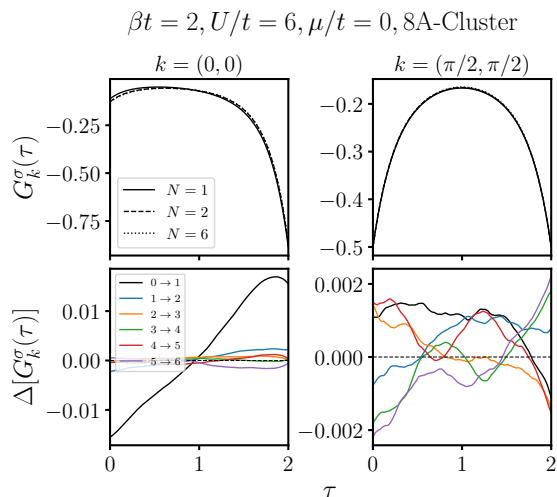 βt = 2, U/t = 6, μ/t = 0, 8A-Cluster
k = (0, 0)
k = (π/2, π/2)
G_k^σ(τ)
−0.25
−0.50
−0.75
N = 1
N = 2
N = 6
−0.2
−0.3
−0.4
−0.5
Δ[G_k^σ(τ)]
0.01
0.00
−0.01
0 → 1
1 → 2
2 → 3
3 → 4
4 → 5
5 → 6
0.002
0.000
−0.002
0 1 2
0 1 2
τ